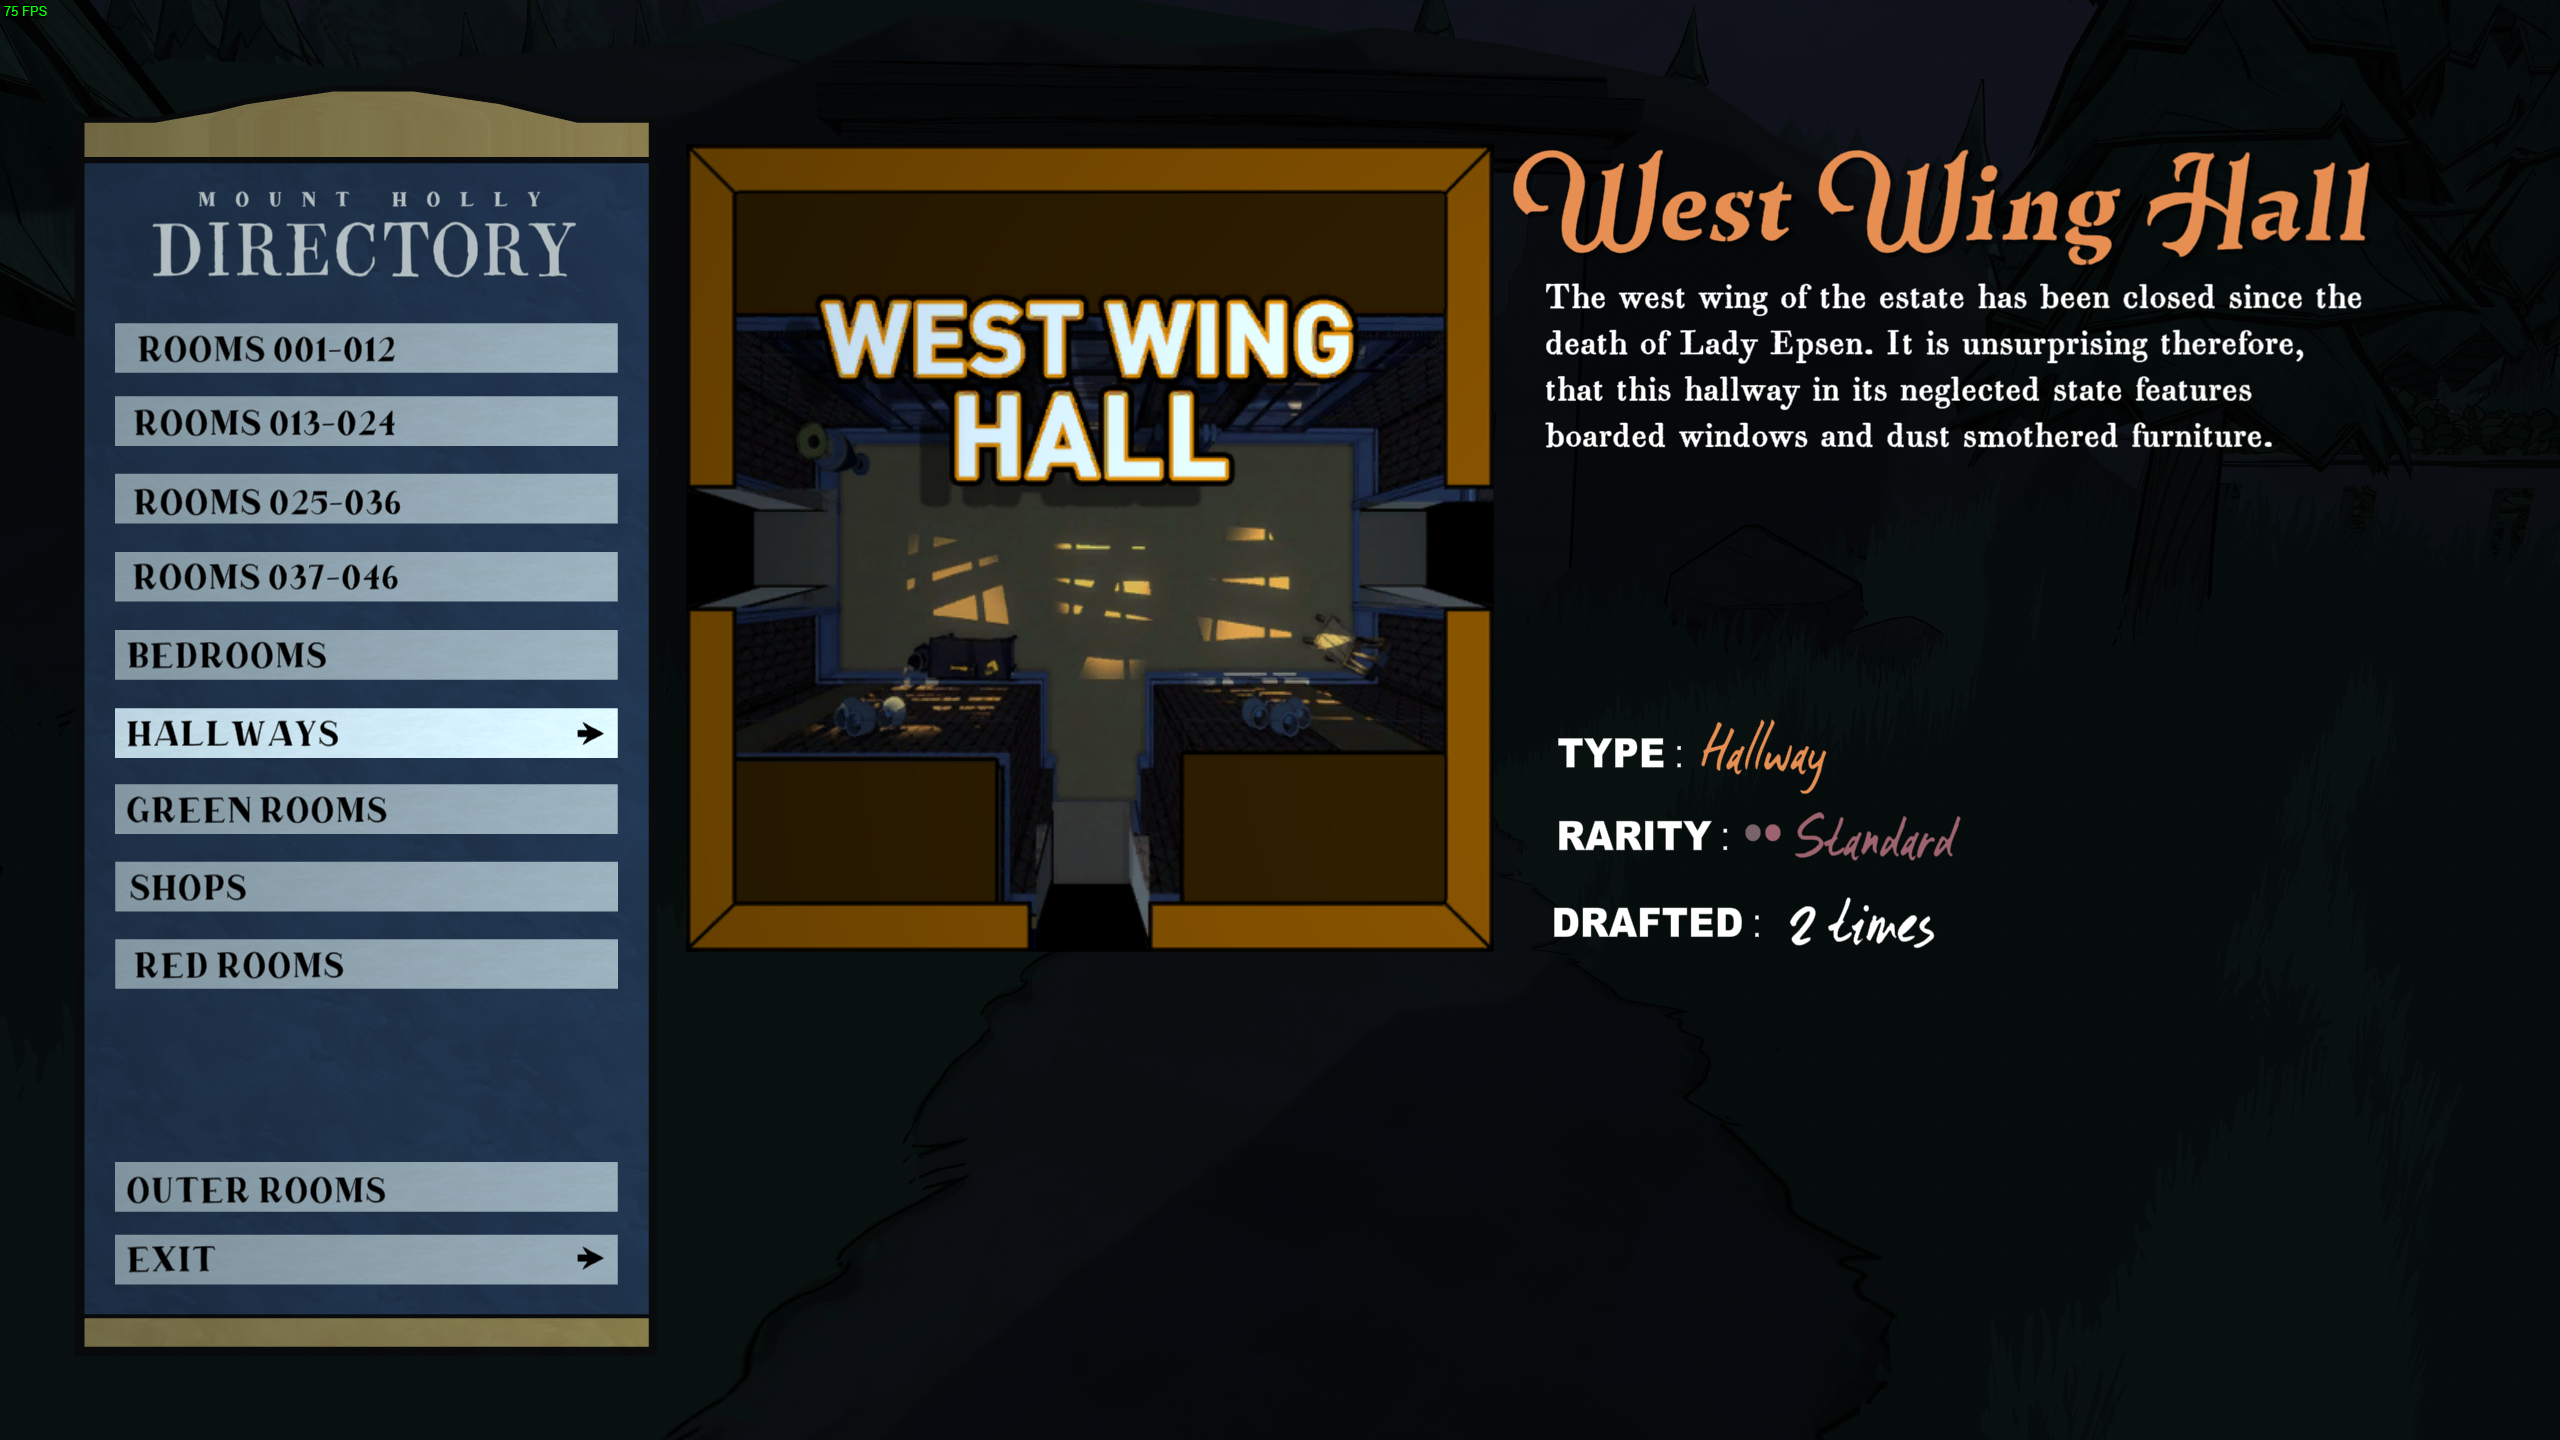 75 FPS
MOUNT HOLLY
DIRECTORY
ROOMS 001-012
ROOMS 013-024
ROOMS 025-036
ROOMS 037-046
BEDROOMS
HALLWAYS
GREEN ROOMS
SHOPS
RED ROOMS
OUTER ROOMS
EXIT
WEST WING
HALL
West Wing Hall
The west wing of the estate has been closed since the
death of Lady Epsen. It is unsurprising therefore,
that this hallway in its neglected state features
boarded windows and dust smothered furniture.
TYPE : Hallway
RARITY : Standard
DRAFTED : 2 times